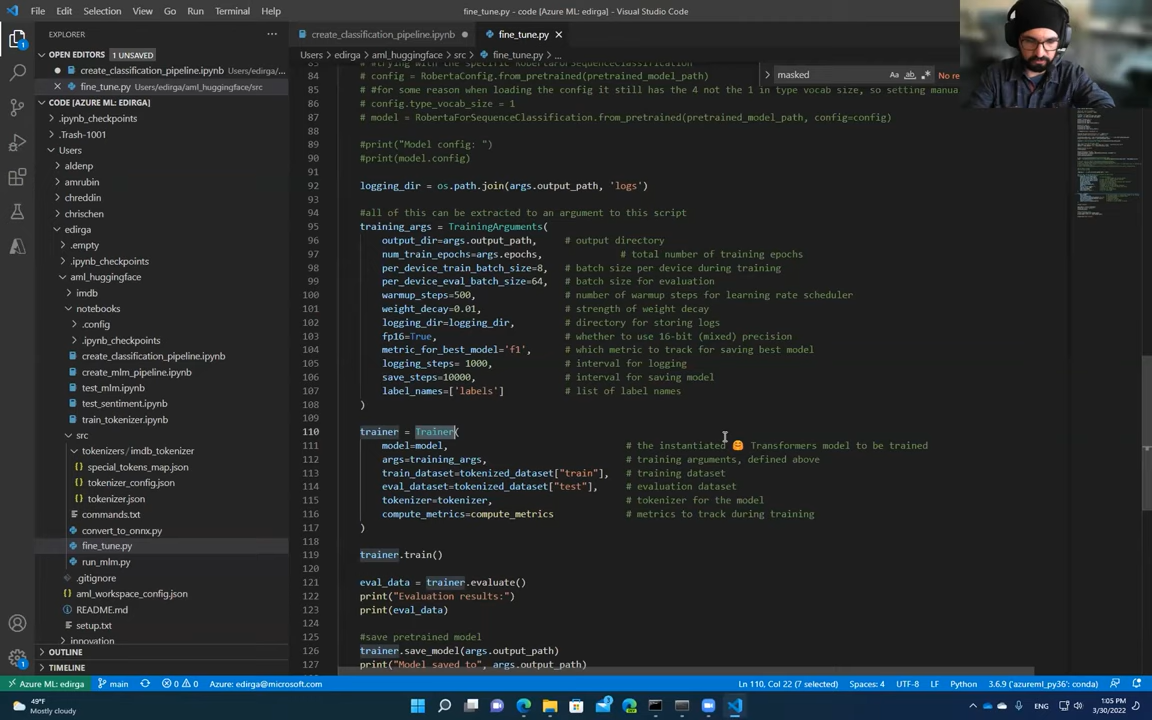 File Edit Selection View Go Run Terminal Help
fine_tune.py - code [Azure ML: edirga] - Visual Studio Code
EXPLORER
OPEN EDITORS 1 UNSAVED
create_classification_pipeline.ipynb Users/edirga/...
fine_tune.py Users/edirga/aml_huggingface/src
CODE [AZURE ML: EDIRGA]
.ipynb_checkpoints
.Trash-1001
Users
aldenp
amrubin
chreddin
chrischen
edirga
.empty
.ipynb_checkpoints
aml_huggingface
imdb
notebooks
.config
.ipynb_checkpoints
create_classification_pipeline.ipynb
create_mlm_pipeline.ipynb
test_mlm.ipynb
test_sentiment.ipynb
train_tokenizer.ipynb
src
tokenizers/imdb_tokenizer
special_tokens_map.json
tokenizer_config.json
tokenizer.json
commands.txt
convert_to_onnx.py
fine_tune.py
run_mlm.py
.gitignore
aml_workspace_config.json
README.md
setup.txt
innovation
OUTLINE
TIMELINE
create_classification_pipeline.ipynb
fine_tune.py
Users > edirga > aml_huggingface > src > fine_tune.py > ...
masked
Aa ab No re
84 # config = RobertaConfig.from_pretrained(pretrained_model_path)
85 # #for some reason when loading the config it still has the 4 not the 1 in type vocab size, so setting manua
86 # config.type_vocab_size = 1
87 # model = RobertaForSequenceClassification.from_pretrained(pretrained_model_path, config=config)
88
89 #print("Model config: ")
90 #print(model.config)
91
92 logging_dir = os.path.join(args.output_path, 'logs')
93
94 #all of this can be extracted to an argument to this script
95 training_args = TrainingArguments(
96 output_dir=args.output_path, # output directory
97 num_train_epochs=args.epochs, # total number of training epochs
98 per_device_train_batch_size=8, # batch size per device during training
99 per_device_eval_batch_size=64, # batch size for evaluation
100 warmup_steps=500, # number of warmup steps for learning rate scheduler
101 weight_decay=0.01, # strength of weight decay
102 logging_dir=logging_dir, # directory for storing logs
103 fp16=True, # whether to use 16-bit (mixed) precision
104 metric_for_best_model='f1', # which metric to track for saving best model
105 logging_steps= 1000, # interval for logging
106 save_steps=10000, # interval for saving model
107 label_names=['labels'] # list of label names
108 )
109
110 trainer = Trainer(
111 model=model, # the instantiated 🤗 Transformers model to be trained
112 args=training_args, # training arguments, defined above
113 train_dataset=tokenized_dataset["train"], # training dataset
114 eval_dataset=tokenized_dataset["test"], # evaluation dataset
115 tokenizer=tokenizer, # tokenizer for the model
116 compute_metrics=compute_metrics # metrics to track during training
117 )
118
119 trainer.train()
120
121 eval_data = trainer.evaluate()
122 print("Evaluation results:")
123 print(eval_data)
124
125 #save pretrained model
126 trainer.save_model(args.output_path)
127 print("Model saved to", args.output_path)
Azure ML: edirga main 0 0 Azure: edirga@microsoft.com
Ln 110, Col 22 (7 selected) Spaces: 4 UTF-8 LF Python 3.6.9 ('azureml_py36': conda)
49°F
Mostly cloudy
ENG
1:05 PM
3/30/2022